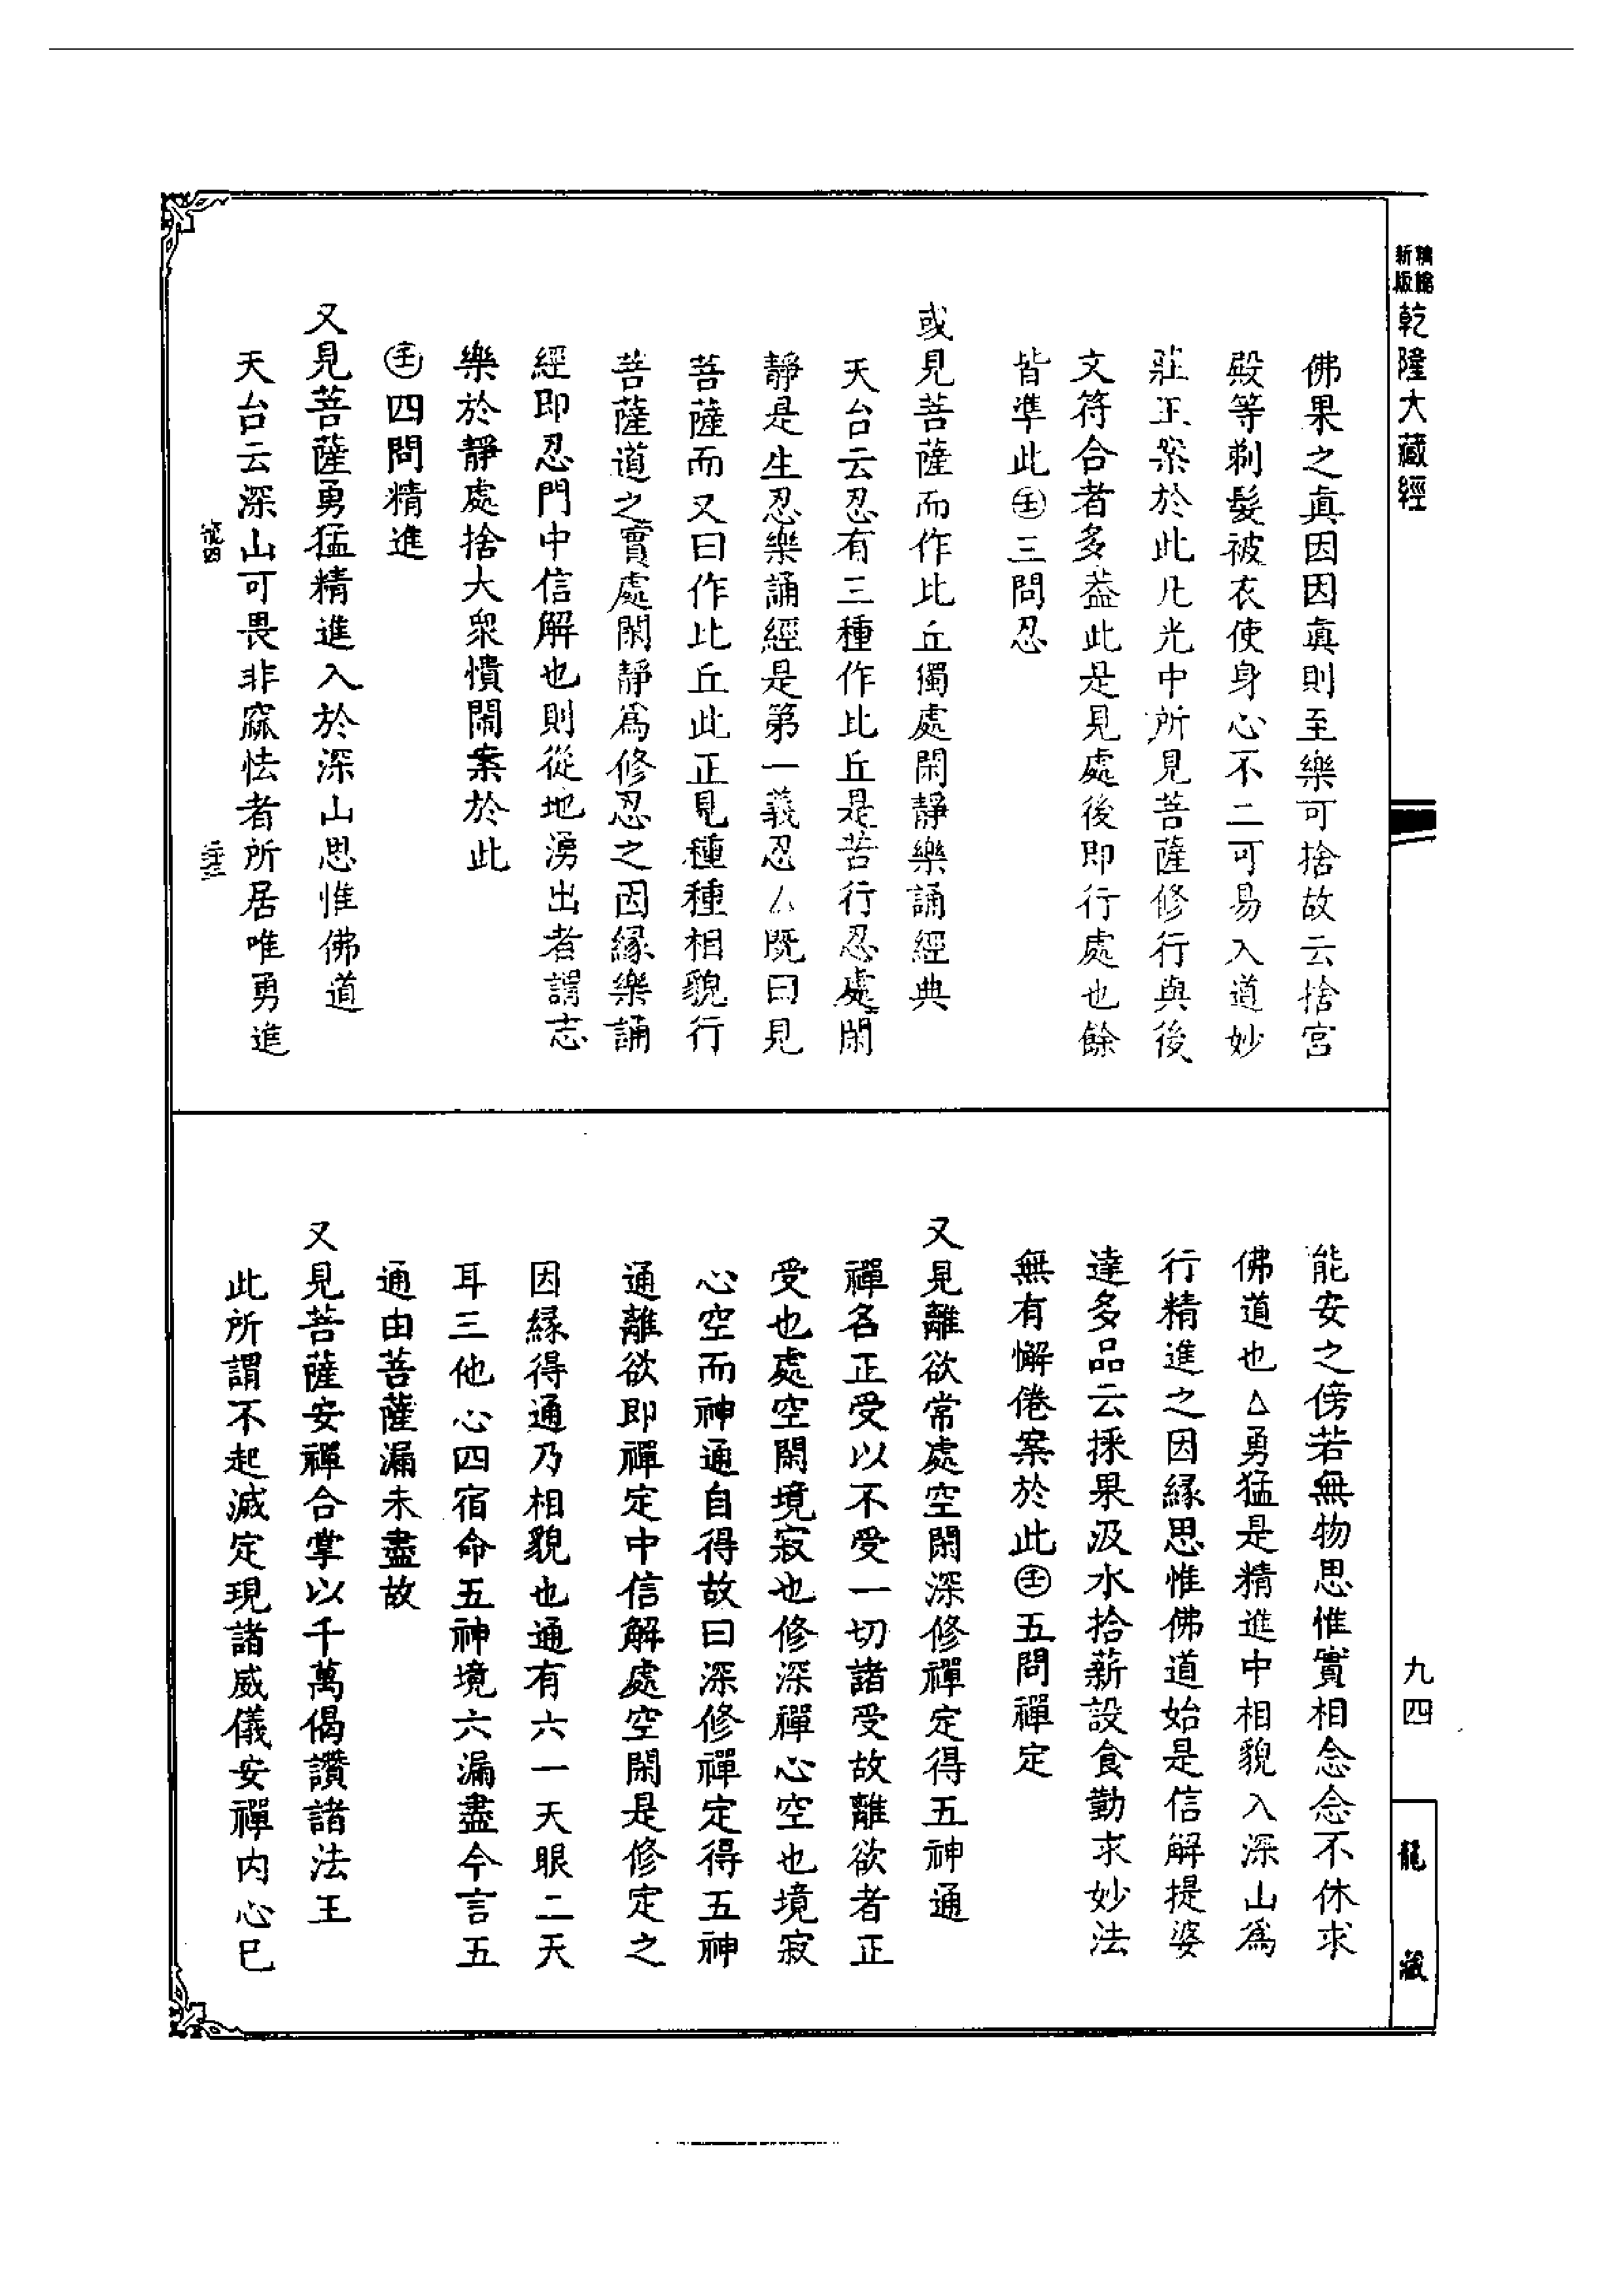 乾隆大藏經
佛果之眞因因眞則至樂可捨故云捨宮
殿等剃髮被衣使身心不二可易入道妙
莊王案於此凡光中所見菩薩修行與後
文符合者多葢此是見處後即行處也餘
皆準此㊤三問忍
或見菩薩而作比丘獨處閑靜樂誦經典
天台云忍有三種作比丘是苦行忍處閑
靜是生忍樂誦經是第一義忍△既曰見
菩薩而又曰作比丘此正見種種相貌行
菩薩道之實處閑靜爲修忍之因緣樂誦
經即忍門中信解也則從地湧出者謂志
樂於靜處捨大衆憒閙案於此
四問精進
又見菩薩勇猛精進入於深山思惟佛道
天台云深山可畏非寐怯者所居唯勇進
能安之傍若無物思惟實相念念不休求
佛道也△勇猛是精進中相貌入深山爲
行精進之因緣思惟佛道始是信解提婆
達多品云採果汲水拾薪設食勤求妙法
無有懈倦案於此五問禪定
又見離欲常處空閑深修禪定得五神通
禪名正受以不受一切諸受故離欲者正
受也處空閑境寂也修深禪心空也境寂
心空而神通自得故曰深修禪定得五神
通離欲即禪定中信解處空閑是修定之
因緣得通乃相貌也通有六一天眼二天
耳三他心四宿命五神境六漏盡今言五
通由菩薩漏未盡故
又見菩薩安禪合掌以千萬偈讚諸法王
此所謂不起滅定現諸威儀安禪内心已
九四
龍藏